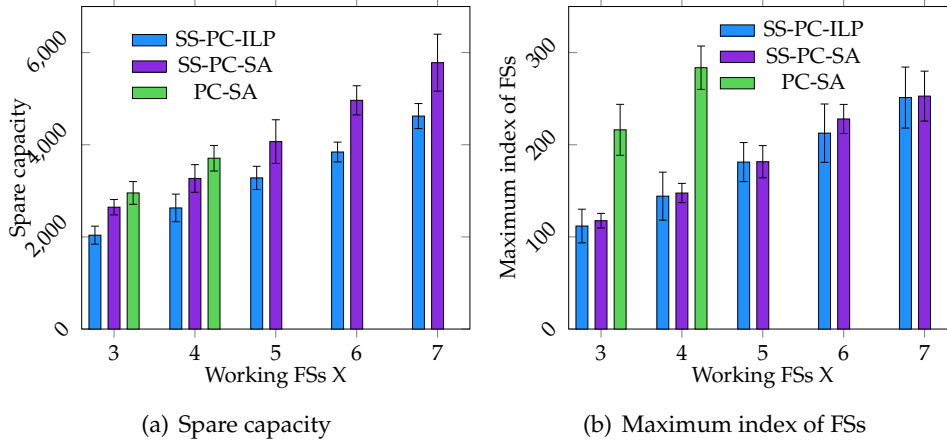 SS-PC-ILP
SS-PC-SA
PC-SA
Spare capacity
6,000
4,000
2,000
0
3 4 5 6 7
Working FSs X
(a) Spare capacity
SS-PC-ILP
SS-PC-SA
PC-SA
Maximum index of FSs
300
200
100
0
3 4 5 6 7
Working FSs X
(b) Maximum index of FSs